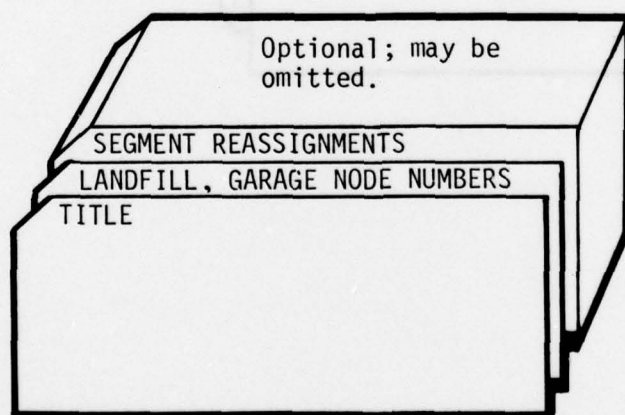 Optional; may be
omitted.
SEGMENT REASSIGNMENTS
LANDFILL, GARAGE NODE NUMBERS
TITLE